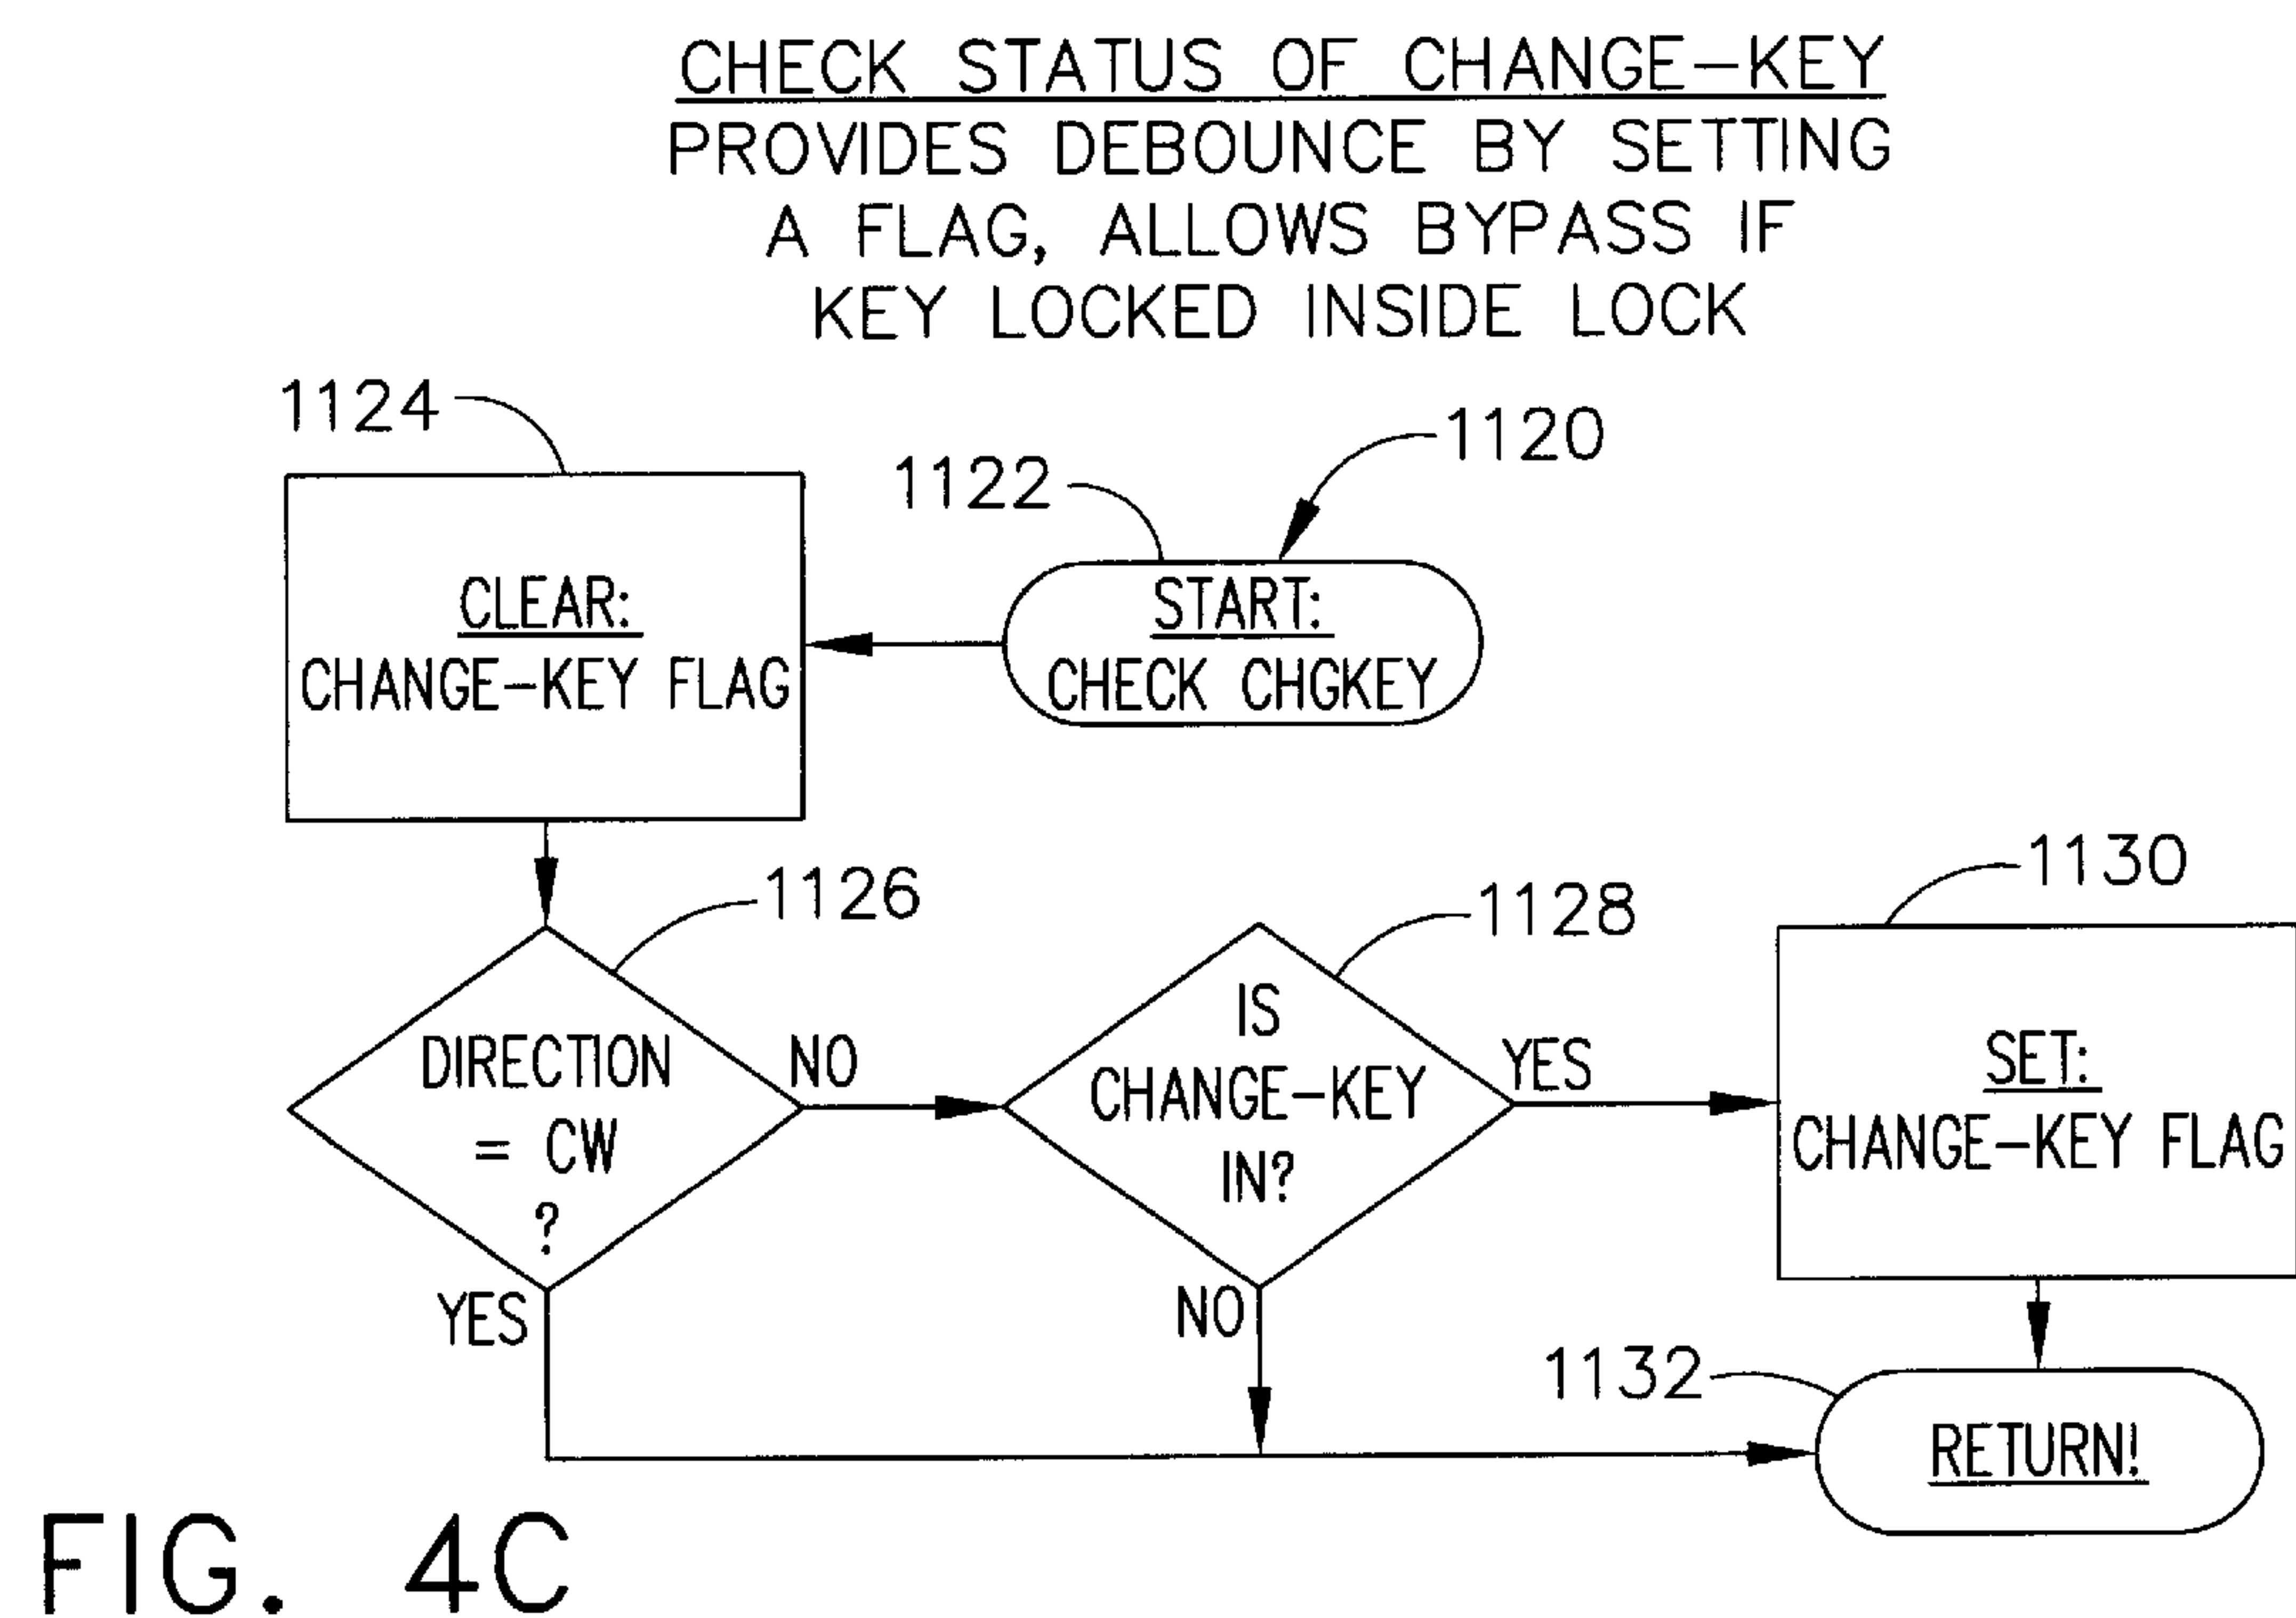 CHECK STATUS OF CHANGE-KEY
PROVIDES DEBOUNCE BY SETTING
A FLAG, ALLOWS BYPASS IF
KEY LOCKED INSIDE LOCK
1124
1120
1122
CLEAR:
CHANGE-KEY FLAG
START:
CHECK CHGKEY
1126
1128
1130
DIRECTION
= CW
?
NO
YES
IS
CHANGE-KEY
IN?
YES
NO
SET:
CHANGE-KEY FLAG
1132
RETURN!
FIG. 4C